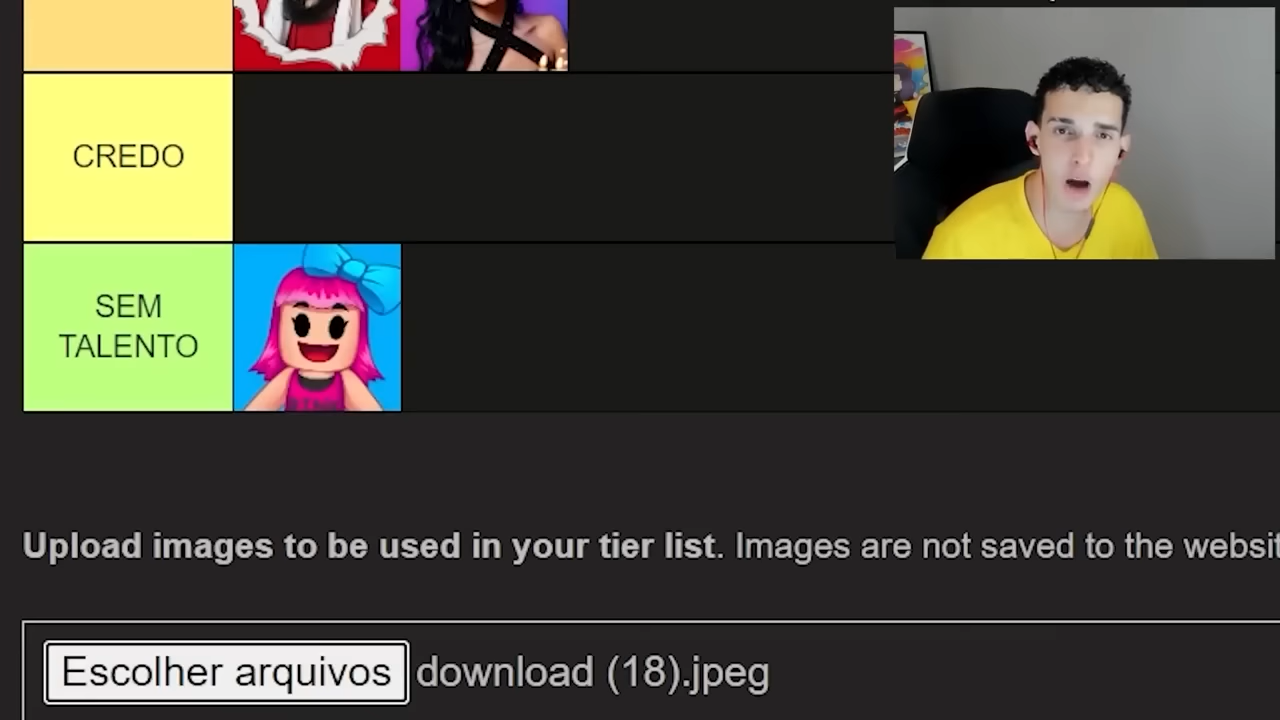 CREDO
SEM
TALENTO
Upload images to be used in your tier list. Images are not saved to the websit
Escolher arquivos download (18).jpeg